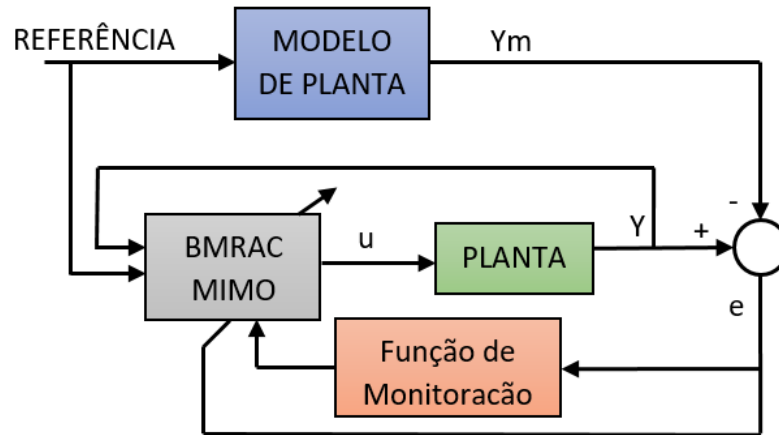 REFERÊNCIA
MODELO
DE PLANTA
Ym
-
BMRAC
MIMO
u
PLANTA
Y
+
e
Função de
Monitoracão